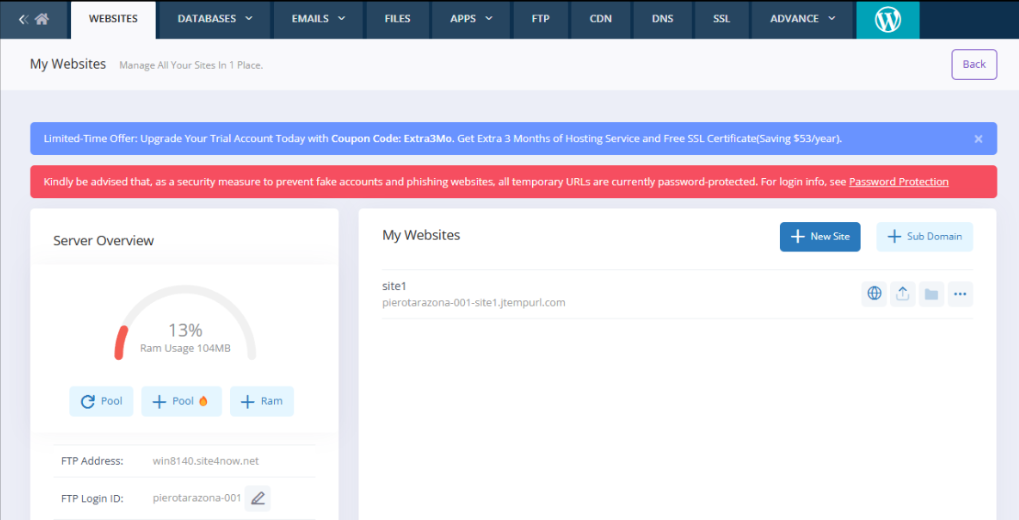 WEBSITES DATABASES EMAILS FILES APPS FTP CDN DNS SSL ADVANCE
My Websites Manage All Your Sites In 1 Place. Back
Limited-Time Offer: Upgrade Your Trial Account Today with Coupon Code: Extra3Mo. Get Extra 3 Months of Hosting Service and Free SSL Certificate(Saving $53/year). ×
Kindly be advised that, as a security measure to prevent fake accounts and phishing websites, all temporary URLs are currently password-protected. For login info, see Password Protection
Server Overview
13%
Ram Usage 104MB
Pool + Pool + Ram
FTP Address: win8140.site4now.net
FTP Login ID: pierotarazona-001
My Websites + New Site + Sub Domain
site1
pierotarazona-001-site1.jtempurl.com